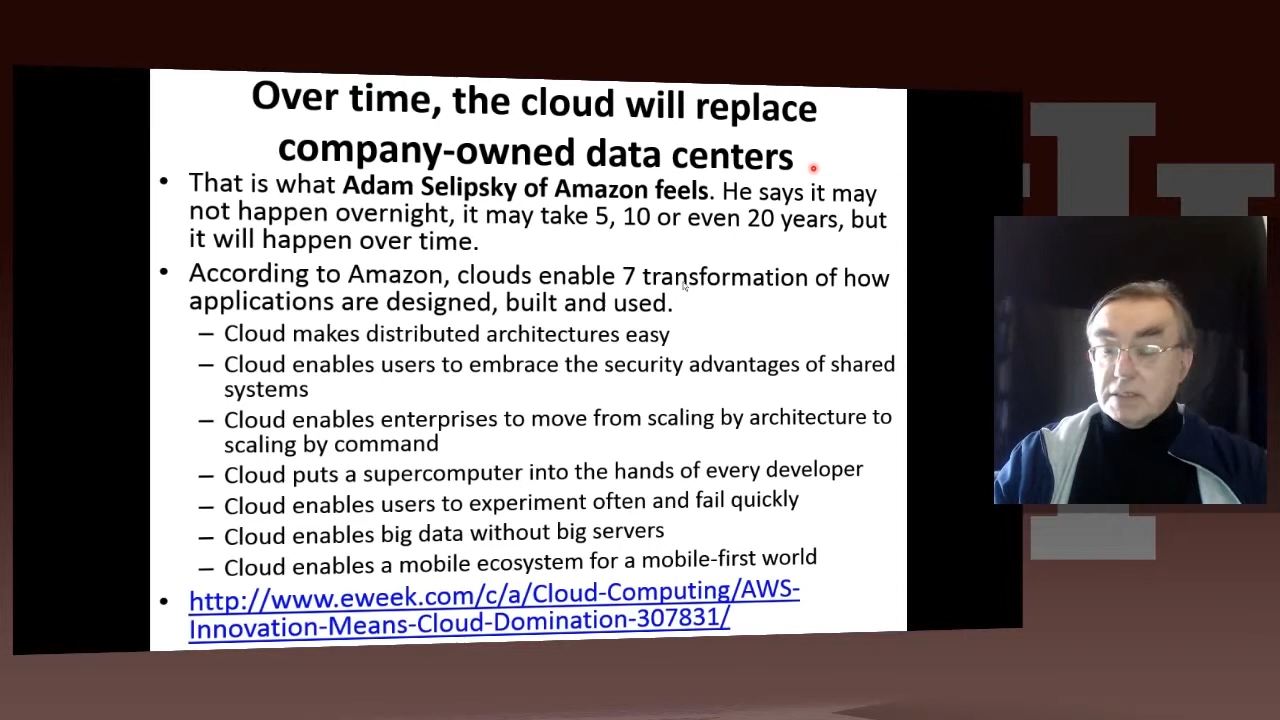 Over time, the cloud will replace
company-owned data centers
• That is what Adam Selipsky of Amazon feels. He says it may
not happen overnight, it may take 5, 10 or even 20 years, but
it will happen over time.
• According to Amazon, clouds enable 7 transformation of how
applications are designed, built and used.
– Cloud makes distributed architectures easy
– Cloud enables users to embrace the security advantages of shared
systems
– Cloud enables enterprises to move from scaling by architecture to
scaling by command
– Cloud puts a supercomputer into the hands of every developer
– Cloud enables users to experiment often and fail quickly
– Cloud enables big data without big servers
– Cloud enables a mobile ecosystem for a mobile-first world
• http://www.eweek.com/c/a/Cloud-Computing/AWS-
Innovation-Means-Cloud-Domination-307831/